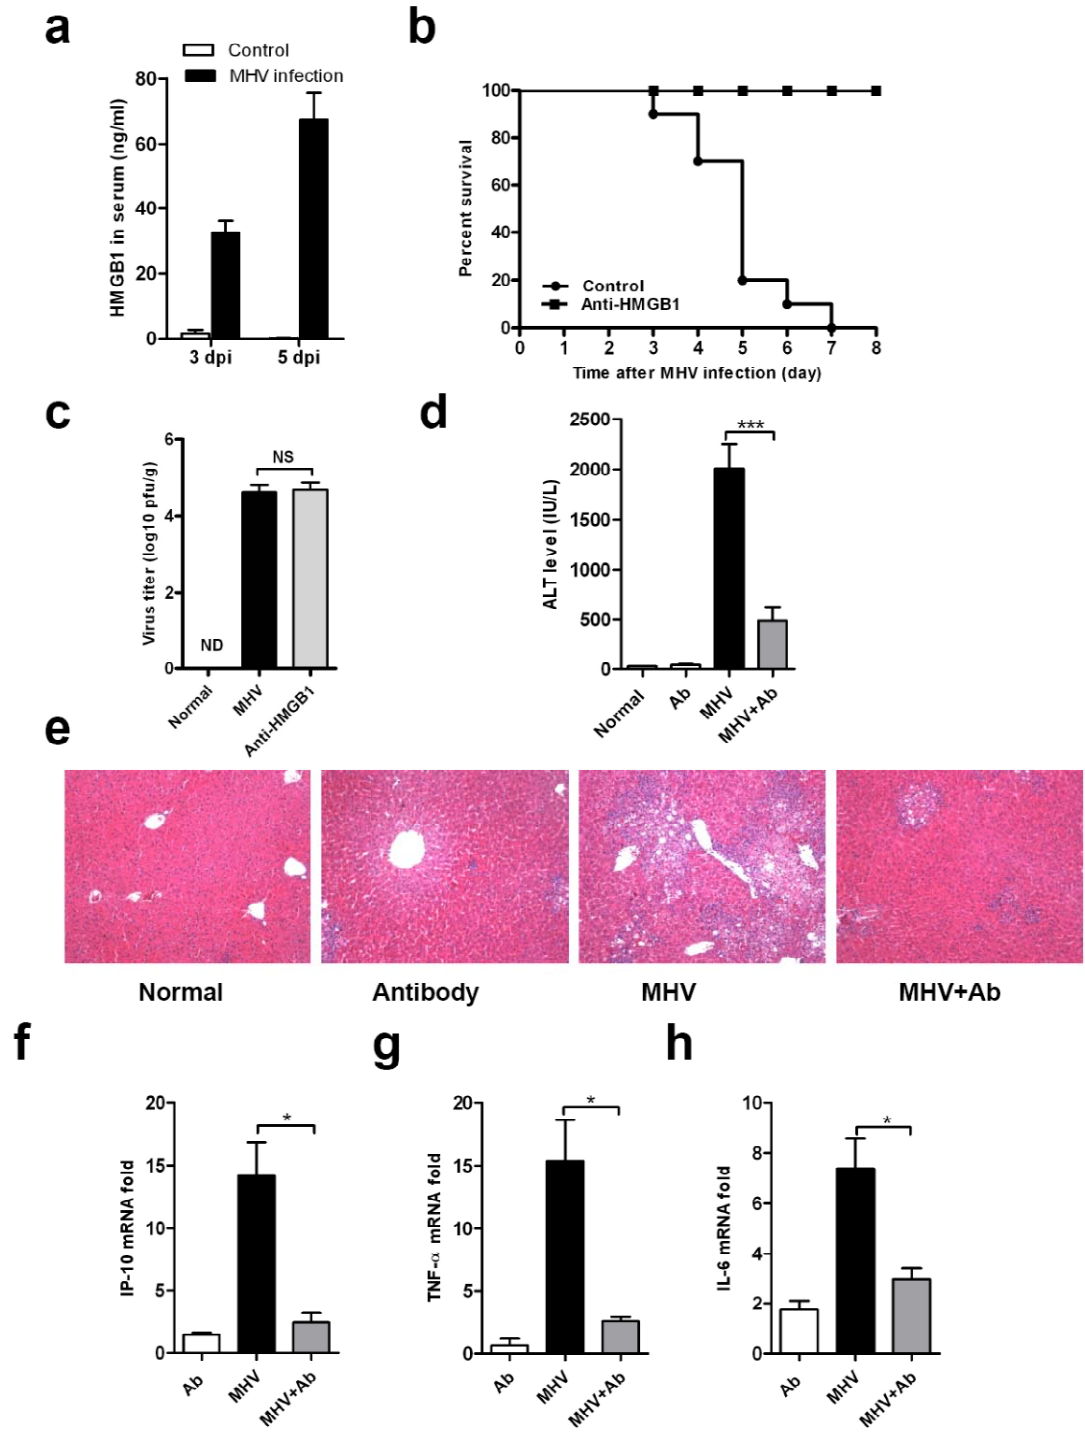 a
Control
MHV infection
HMGB1 in serum (ng/ml)
80
60
40
20
0
3 dpi
5 dpi
b
Percent survival
100
80
60
40
20
0
Control
Anti-HMGB1
0 1 2 3 4 5 6 7 8
Time after MHV infection (day)
c
Virus titer (log10 pfu/g)
6
4
2
0
NS
ND
Normal
MHV
Anti-HMGB1
d
ALT level (IU/L)
2500
2000
1500
1000
500
0
***
Normal
Ab
MHV
MHV+Ab
e
Normal
Antibody
MHV
MHV+Ab
f
IP-10 mRNA fold
20
15
10
5
0
*
Ab
MHV
MHV+Ab
g
TNF-α mRNA fold
20
15
10
5
0
*
Ab
MHV
MHV+Ab
h
IL-6 mRNA fold
10
8
6
4
2
0
*
Ab
MHV
MHV+Ab